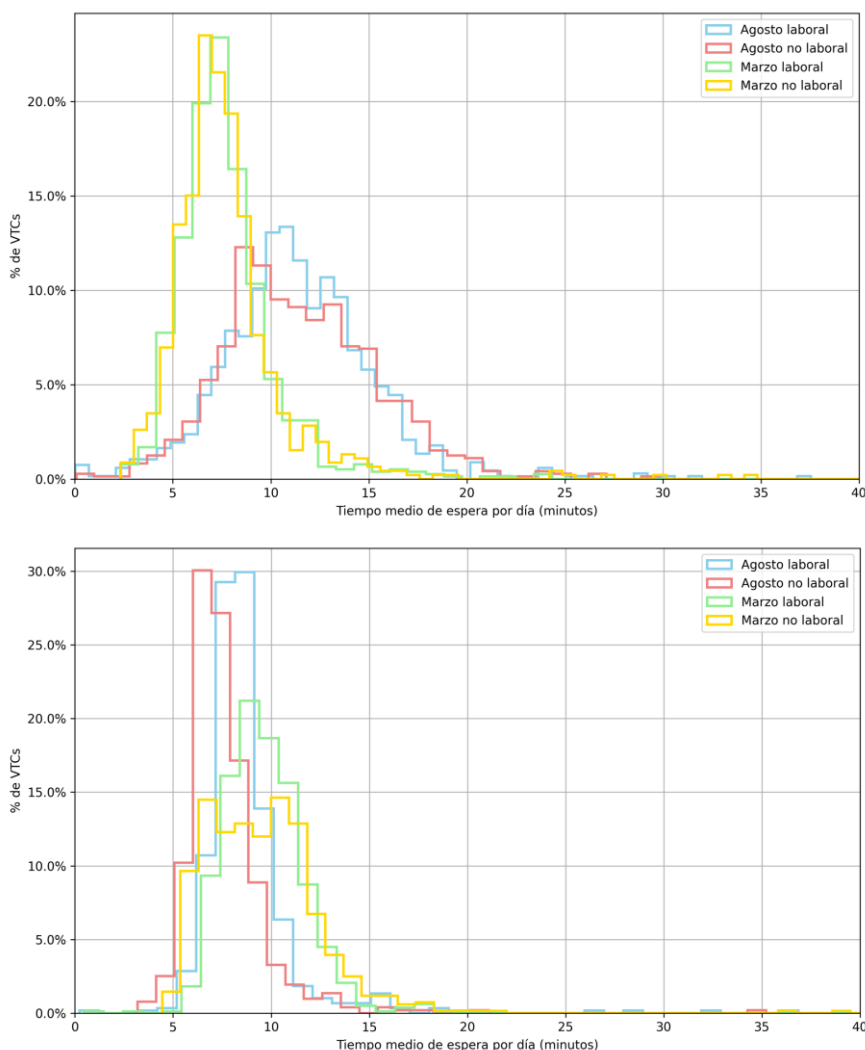 Agosto laboral
Agosto no laboral
Marzo laboral
Marzo no laboral
20.0%
15.0%
10.0%
5.0%
0.0%
% de VTCs
0 5 10 15 20 25 30 35 40
Tiempo medio de espera por día (minutos)
Agosto laboral
Agosto no laboral
Marzo laboral
Marzo no laboral
30.0%
25.0%
20.0%
15.0%
10.0%
5.0%
0.0%
% de VTCs
0 5 10 15 20 25 30 35 40
Tiempo medio de espera por día (minutos)